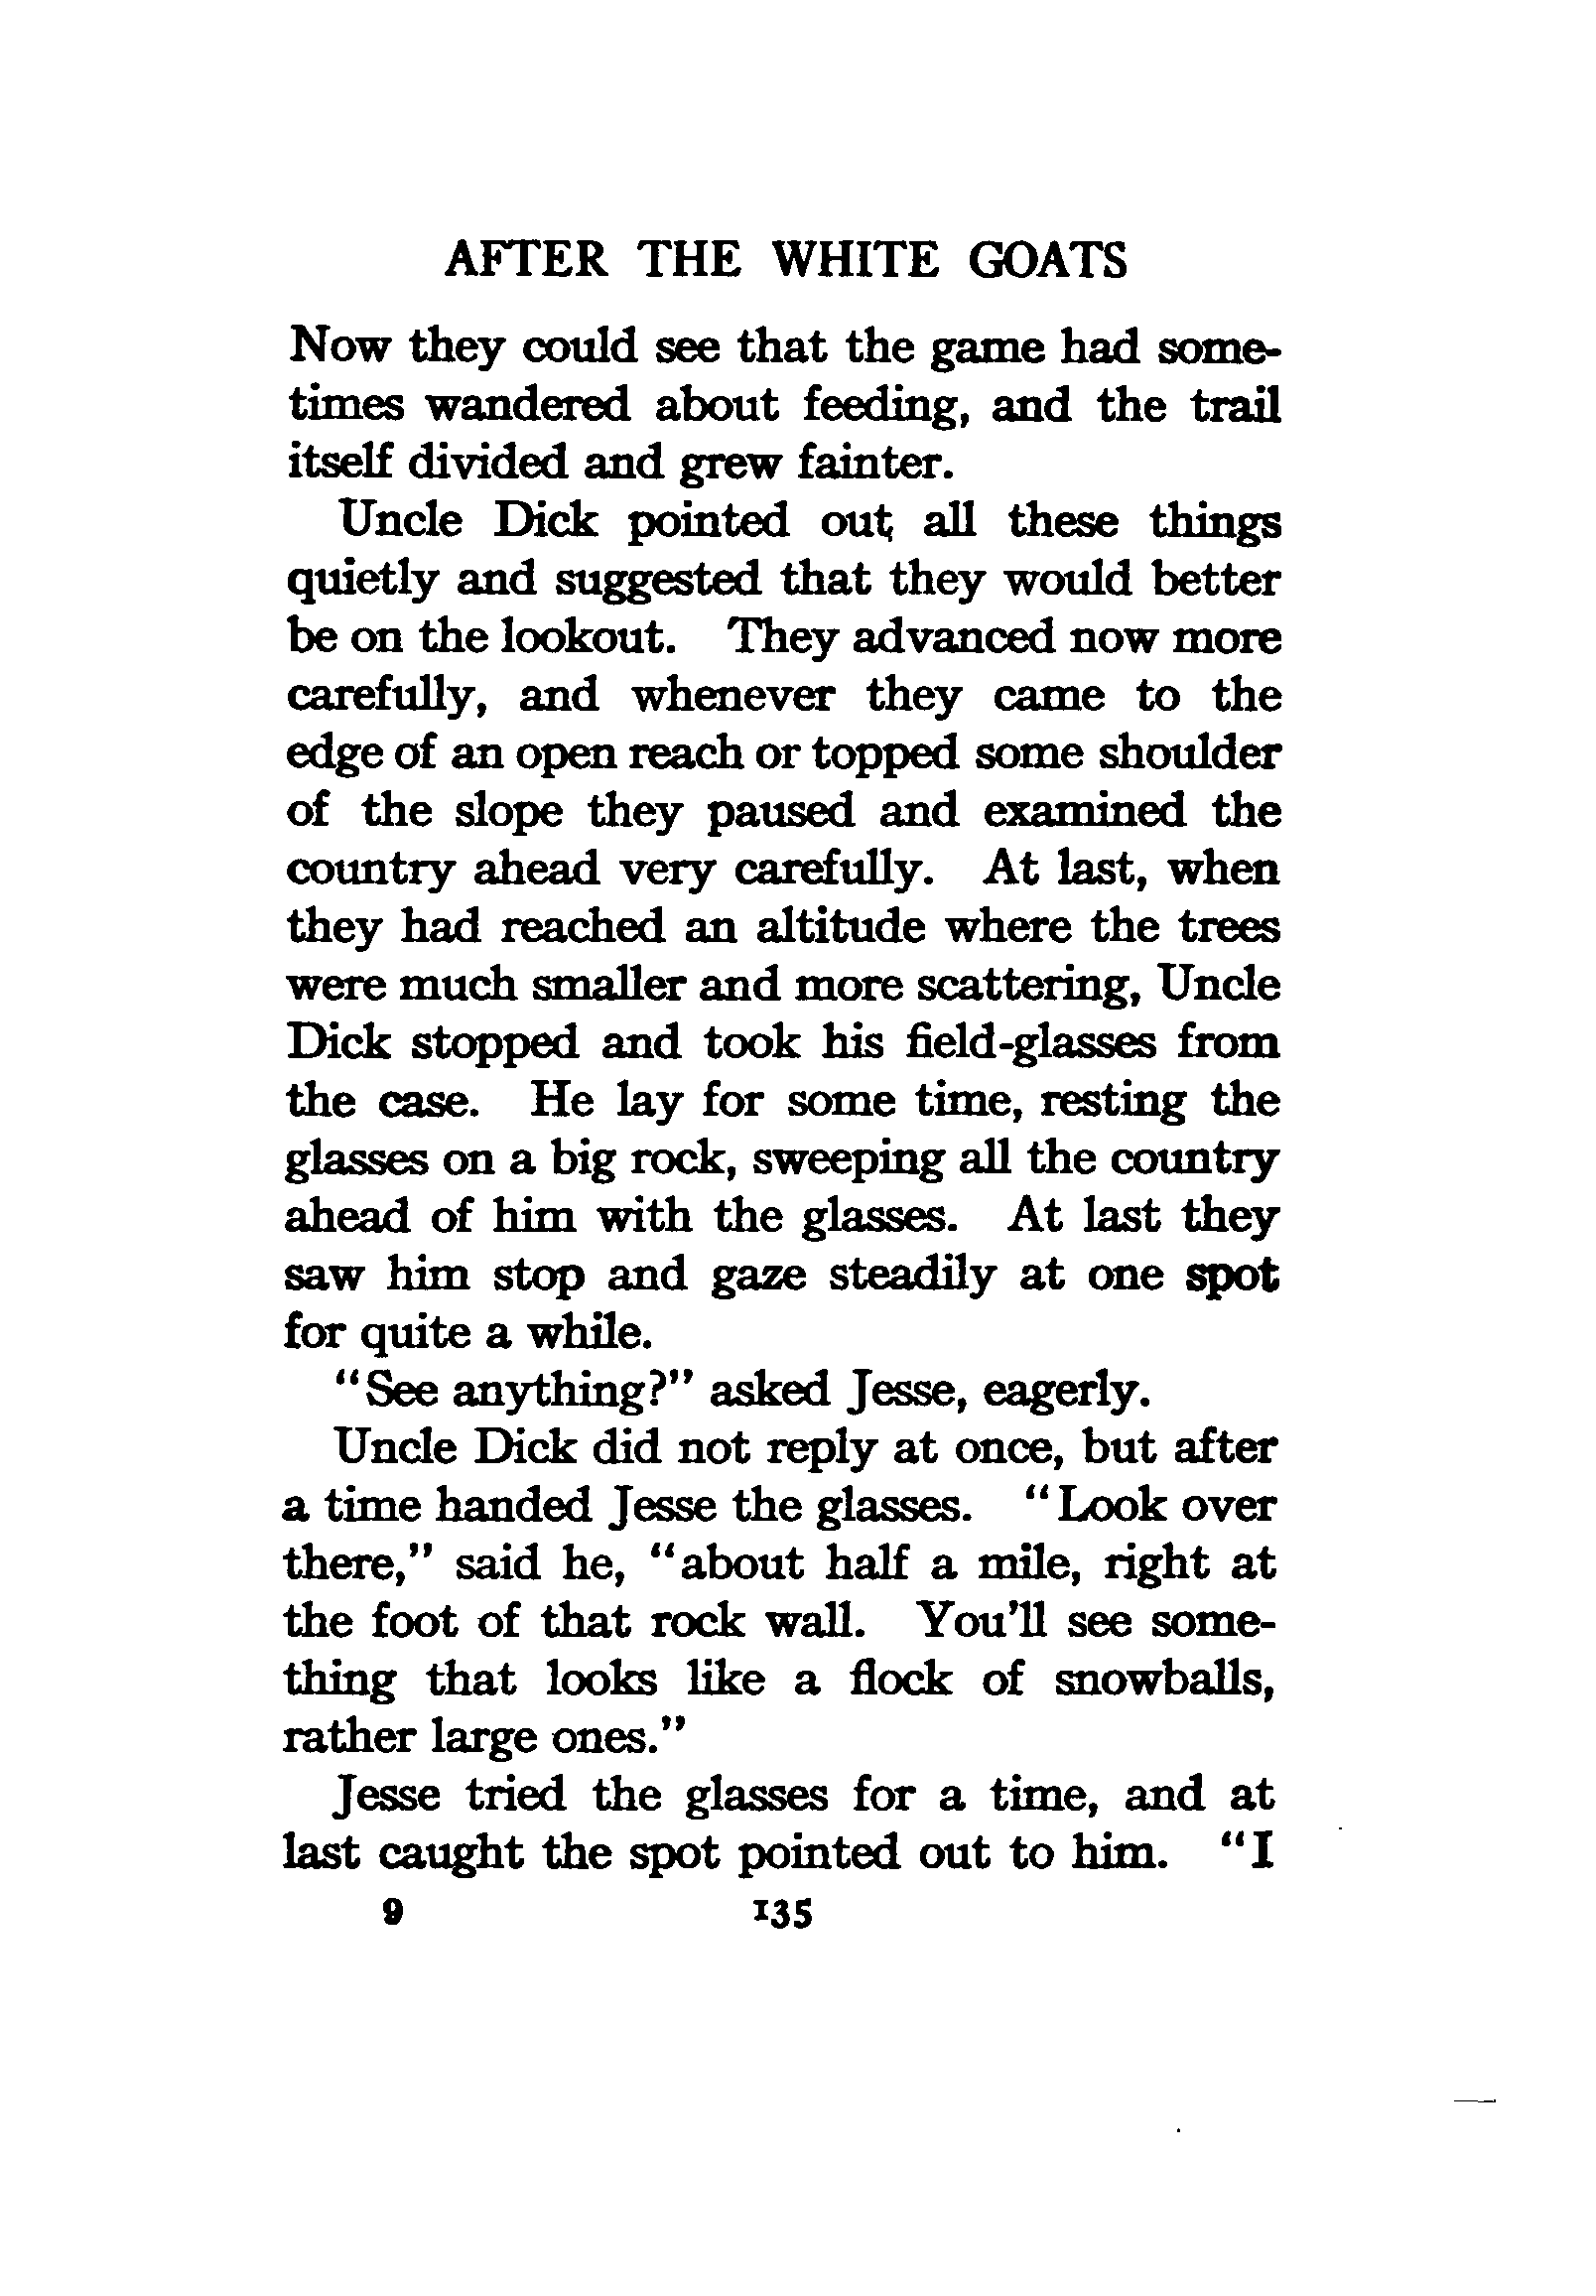 AFTER THE WHITE GOATS
Now they could see that the game had some-
times wandered about feeding, and the trail
itself divided and grew fainter.
Uncle Dick pointed out all these things
quietly and suggested that they would better
be on the lookout. They advanced now more
carefully, and whenever they came to the
edge of an open reach or topped some shoulder
of the slope they paused and examined the
country ahead very carefully. At last, when
they had reached an altitude where the trees
were much smaller and more scattering, Uncle
Dick stopped and took his field-glasses from
the case. He lay for some time, resting the
glasses on a big rock, sweeping all the country
ahead of him with the glasses. At last they
saw him stop and gaze steadily at one spot
for quite a while.
"See anything?" asked Jesse, eagerly.
Uncle Dick did not reply at once, but after
a time handed Jesse the glasses. "Look over
there," said he, "about half a mile, right at
the foot of that rock wall. You'll see some-
thing that looks like a flock of snowballs,
rather large ones."
Jesse tried the glasses for a time, and at
last caught the spot pointed out to him. "I
9 135